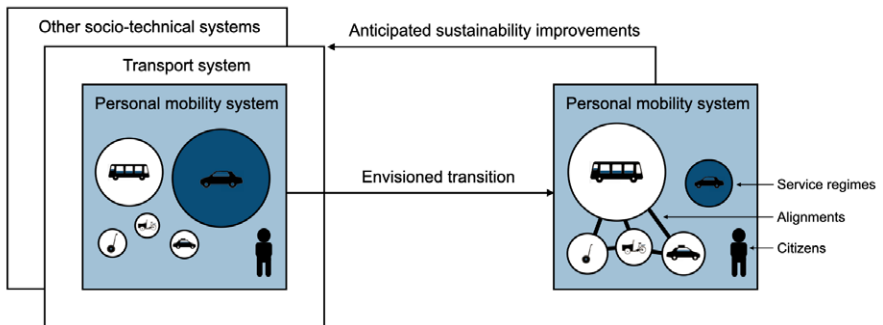 Other socio-technical systems
Anticipated sustainability improvements
Transport system
Personal mobility system
Personal mobility system
Envisioned transition
Service regimes
Alignments
Citizens